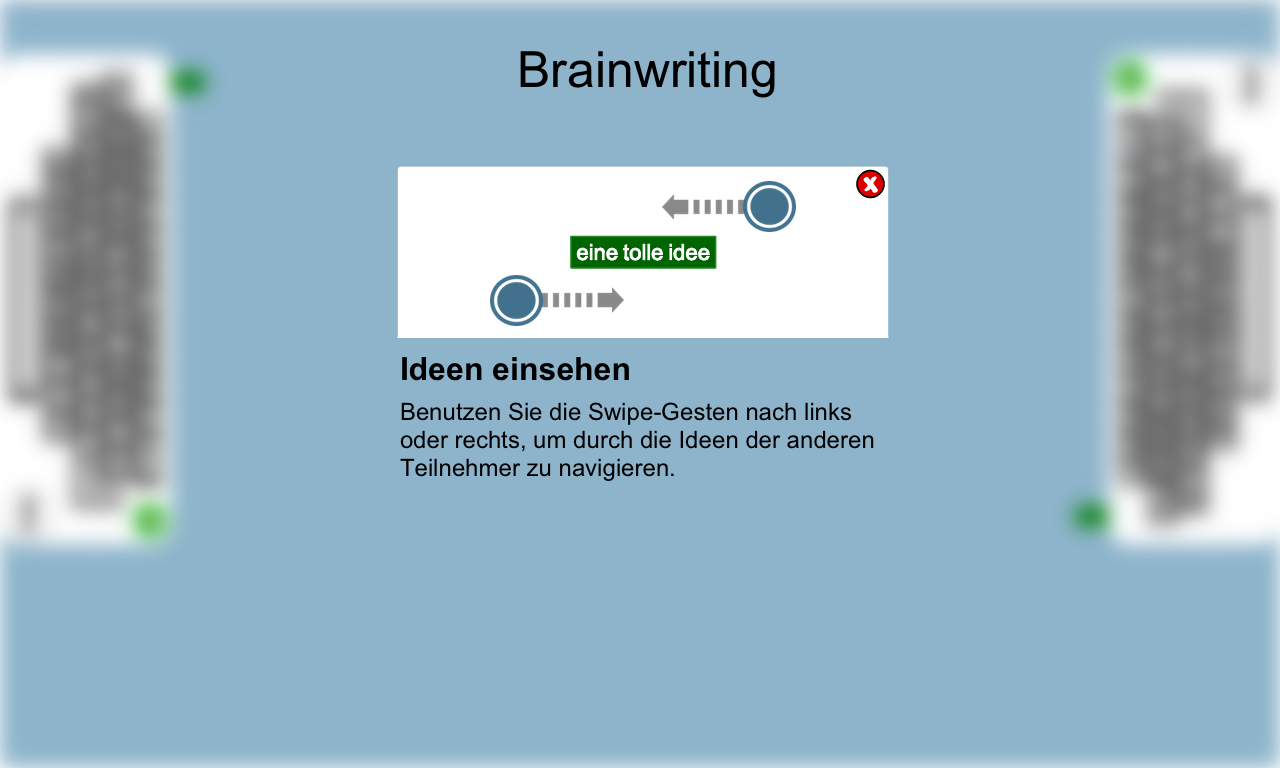 Brainwriting
eine tolle idee
Ideen einsehen
Benutzen Sie die Swipe-Gesten nach links
oder rechts, um durch die Ideen der anderen
Teilnehmer zu navigieren.